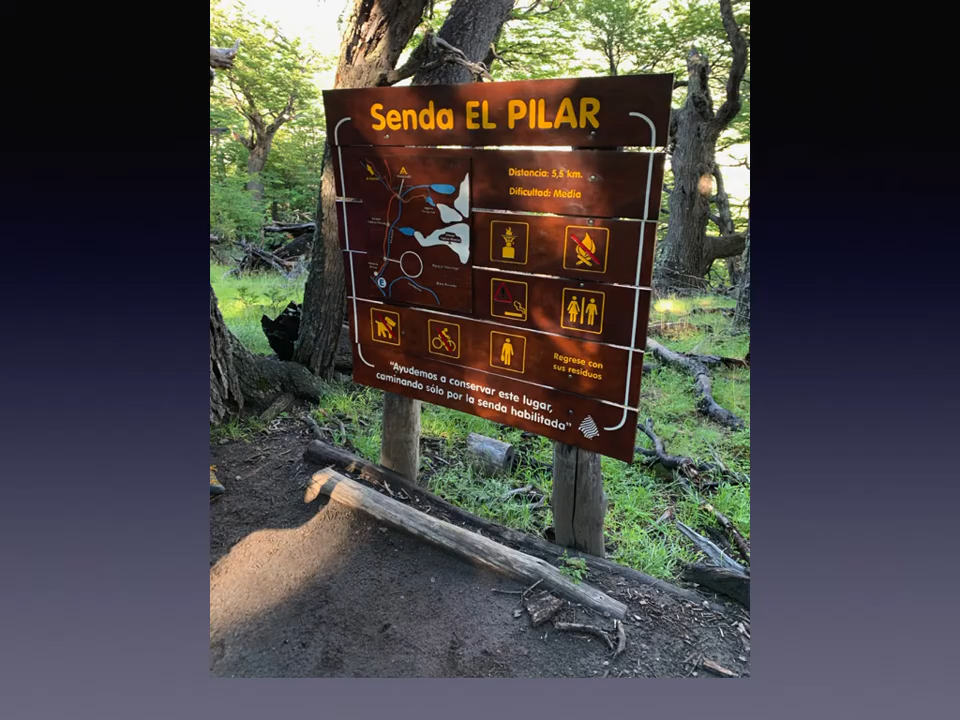 Senda EL PILAR
Distancia: 5,5 km.
Dificultad: Media
E
Regrese con
sus residuos
"Ayudemos a conservar este lugar,
caminando sólo por la senda habilitada"